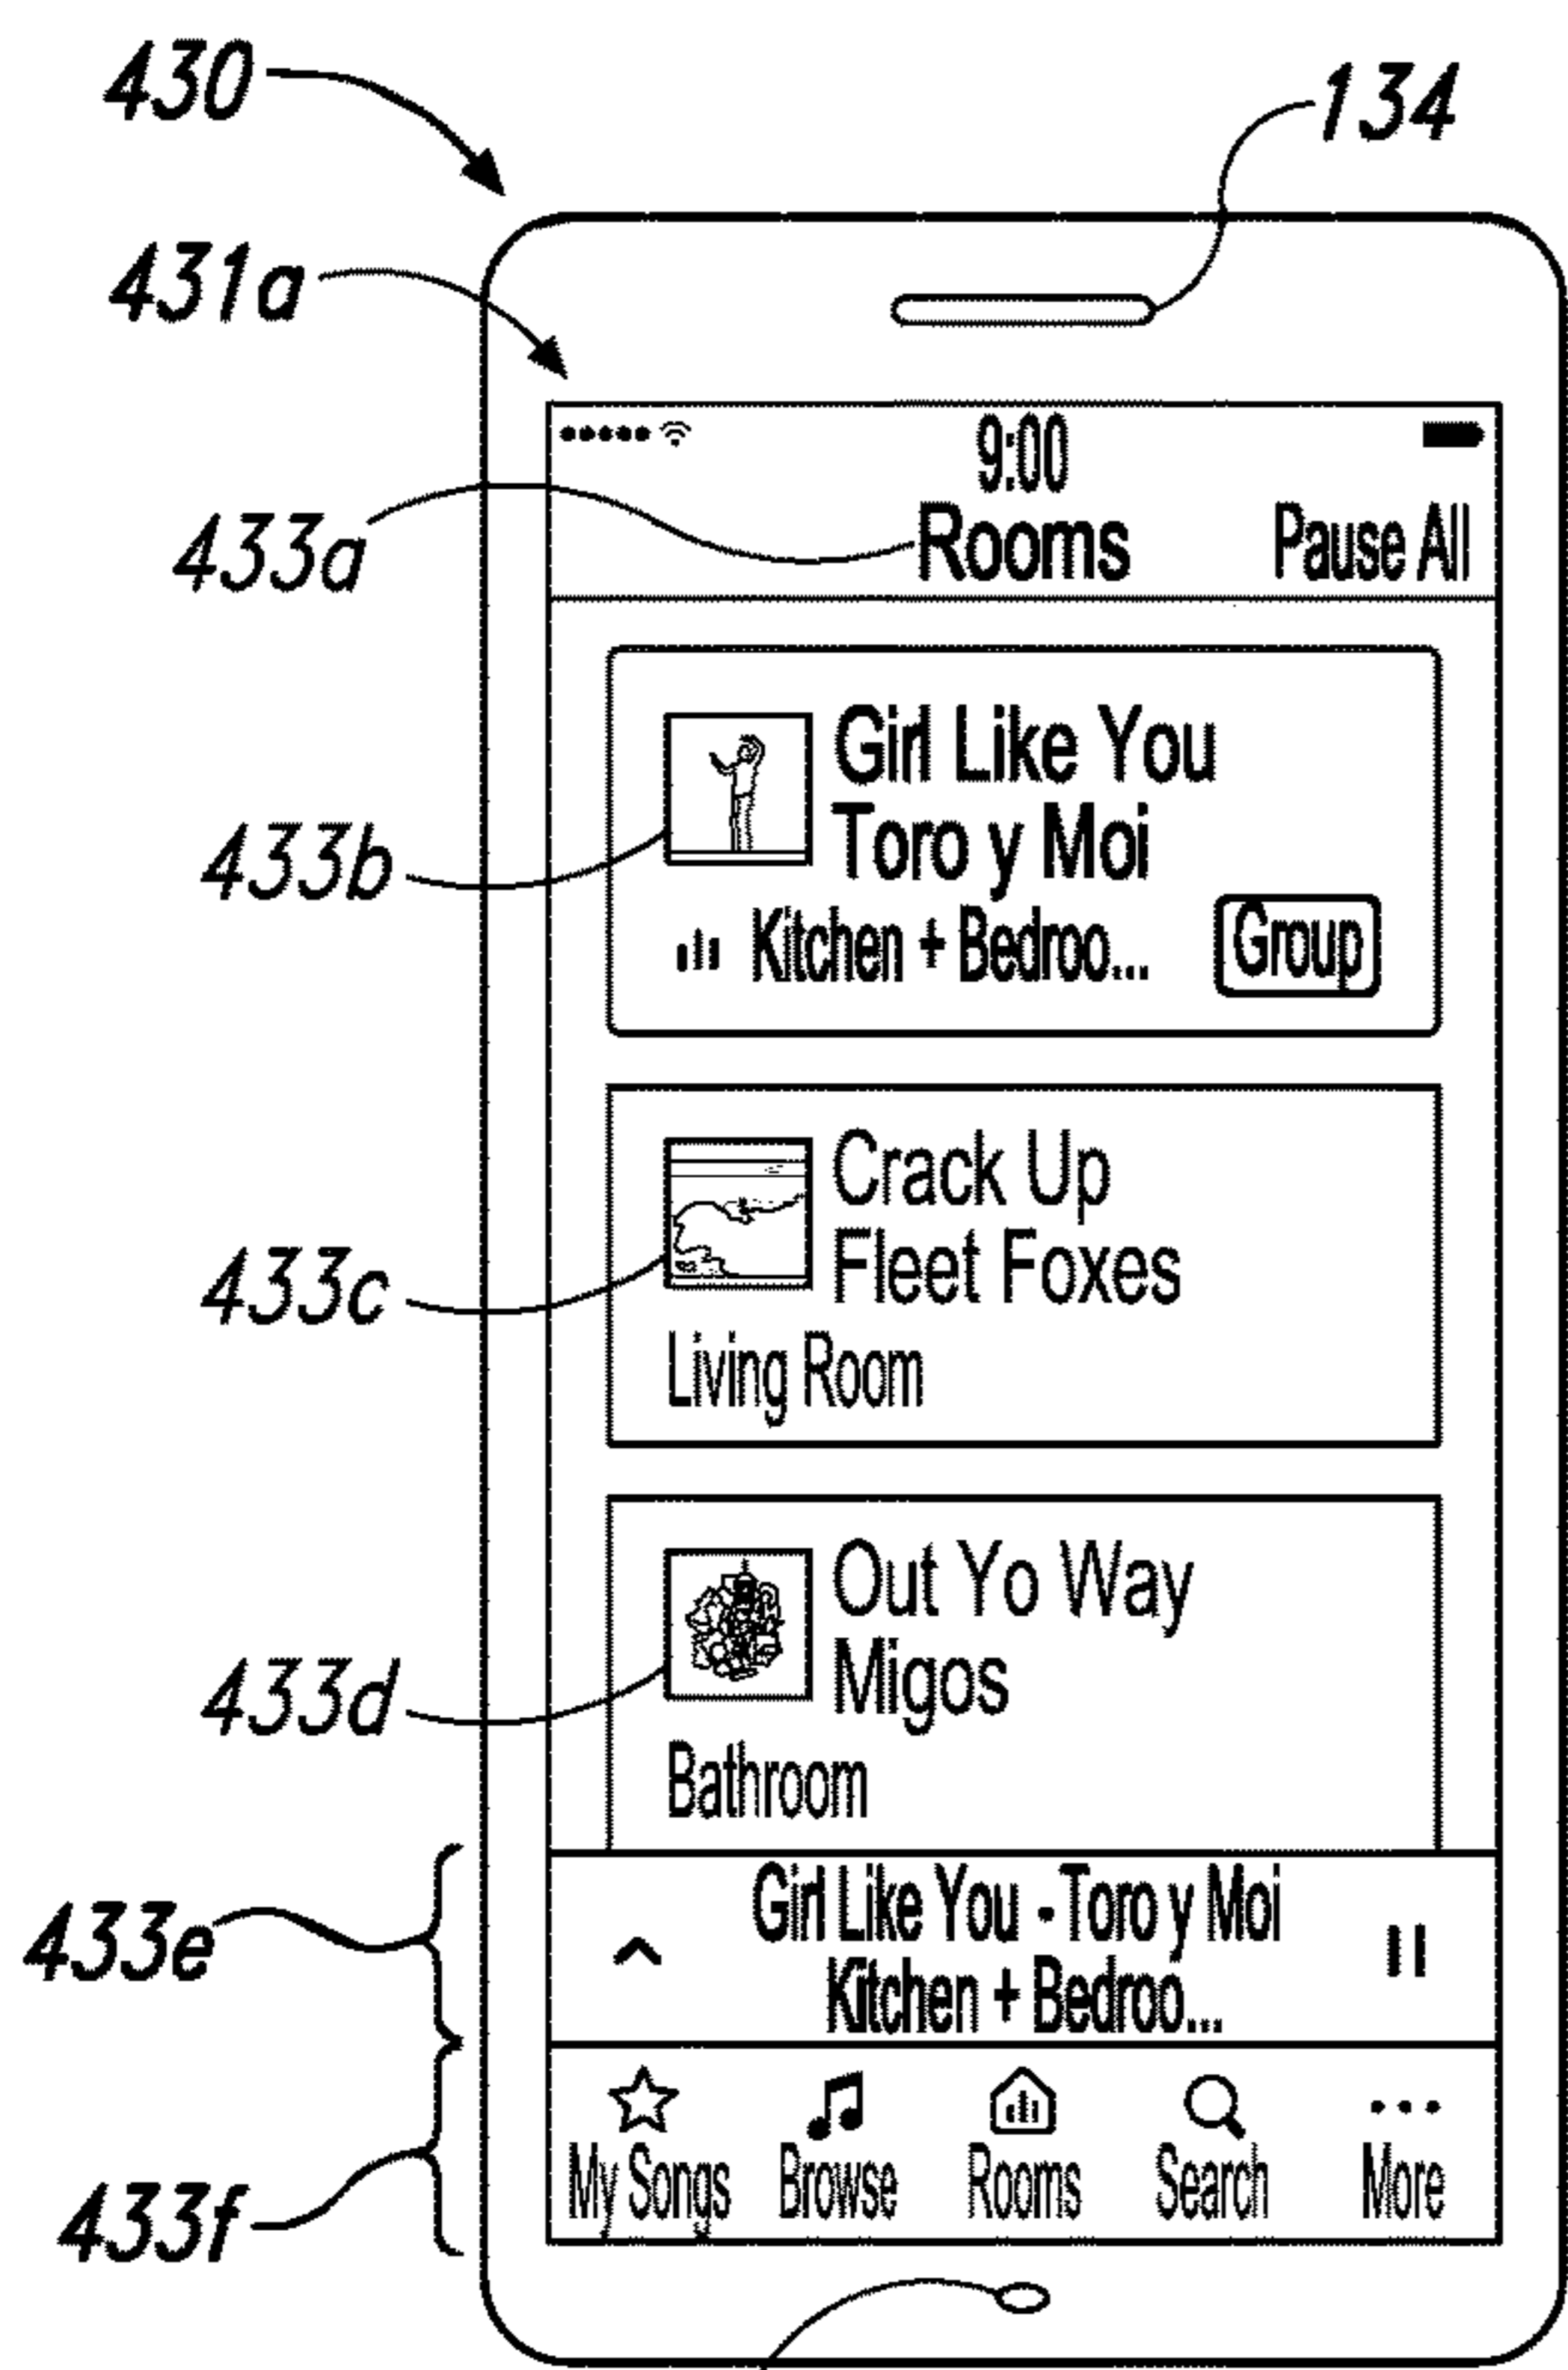 430
134
431a
9:00
433a
Rooms
Pause All
Girl Like You
433b
Toro y Moi
Kitchen + Bedroo...
Group
Crack Up
433c
Fleet Foxes
Living Room
Out Yo Way
433d
Migos
Bathroom
433e
Girl Like You - Toro y Moi
Kitchen + Bedroo...
433f
My Songs
Browse
Rooms
Search
More